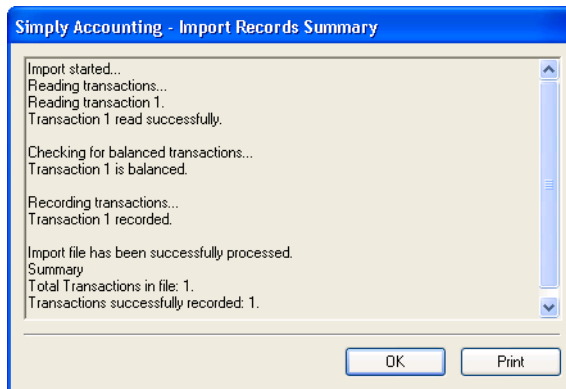 Simply Accounting - Import Records Summary
Import started...
Reading transactions...
Reading transaction 1.
Transaction 1 read successfully.
Checking for balanced transactions...
Transaction 1 is balanced.
Recording transactions...
Transaction 1 recorded.
Import file has been successfully processed.
Summary
Total Transactions in file: 1.
Transactions successfully recorded: 1.
OK Print